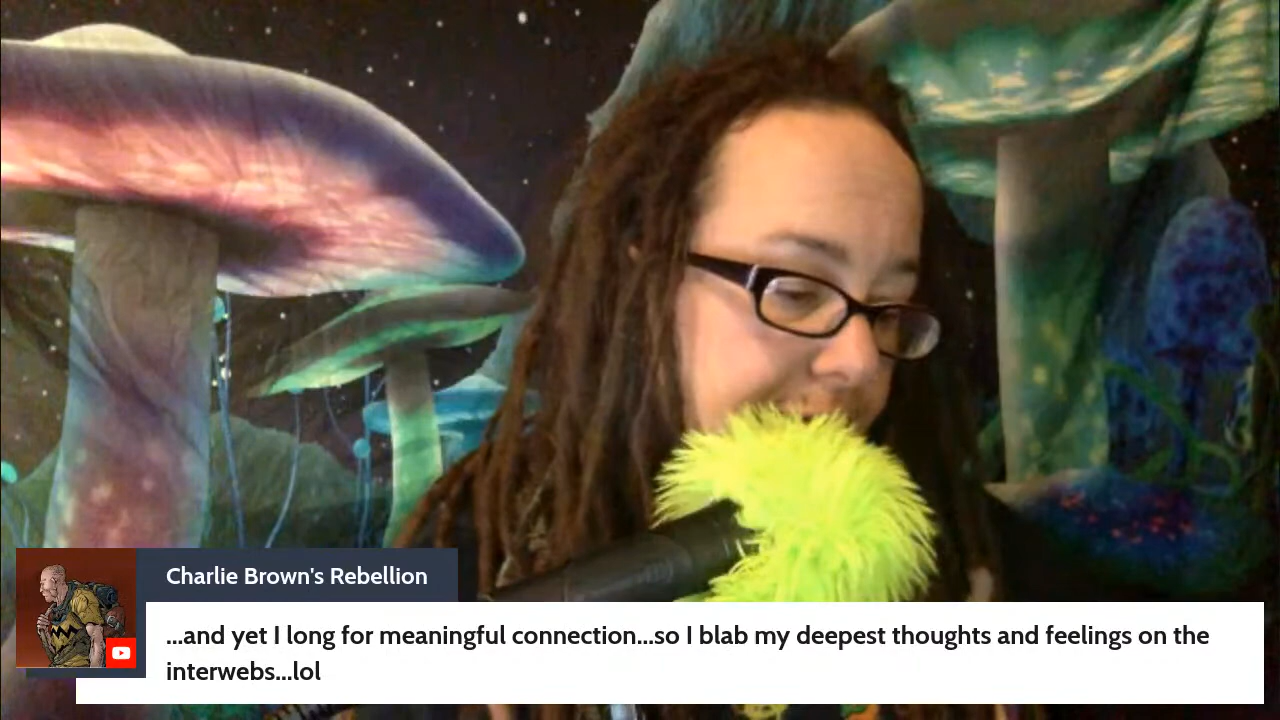 Charlie Brown's Rebellion
...and yet I long for meaningful connection...so I blab my deepest thoughts and feelings on the
interwebs...lol